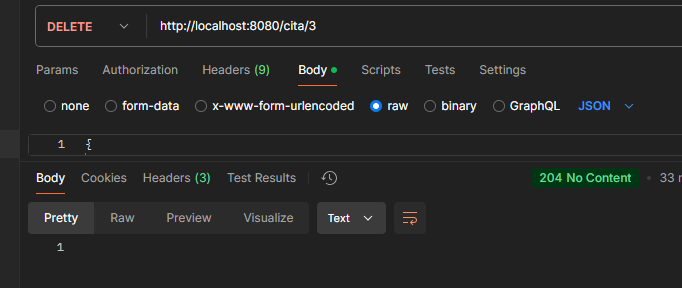 DELETE http://localhost:8080/cita/3
Params Authorization Headers (9) Body Scripts Tests Settings
none form-data x-www-form-urlencoded raw binary GraphQL JSON
1 {
Body Cookies Headers (3) Test Results 204 No Content • 33
Pretty Raw Preview Visualize Text
1